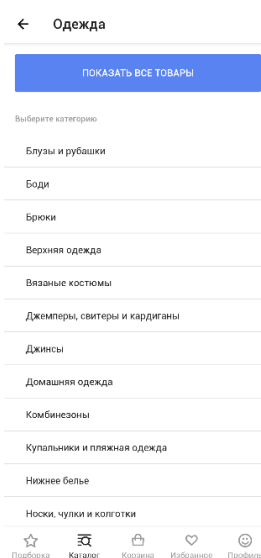 Одежда
ПОКАЗАТЬ ВСЕ ТОВАРЫ
Выберите категорию
Блузы и рубашки
Боди
Брюки
Верхняя одежда
Вязаные костюмы
Джемперы, свитеры и кардиганы
Джинсы
Домашняя одежда
Комбинезоны
Купальники и пляжная одежда
Нижнее белье
Носки, чулки и колготки
Подборка Каталог Корзина Избранное Профиль